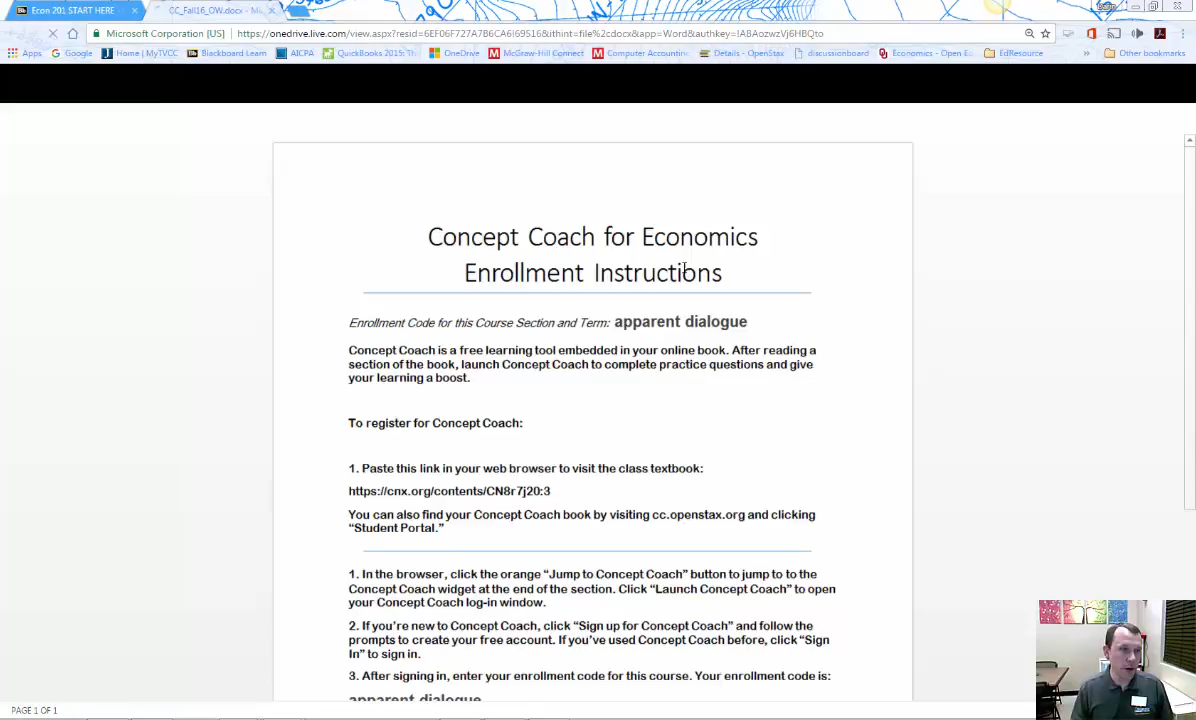 Econ 201 START HERE
CC_Fall16_OW.docx - Mi
Microsoft Corporation [US]
https://onedrive.live.com/view.aspx?resid=6EF06F727A7B6CA6!69516&ithint=file%2cdocx&app=Word&authkey=!ABAozwzVj6HBQto
Apps Google Home | MyTVCC Blackboard Learn AICPA QuickBooks 2015: Th OneDrive McGraw-Hill Connect Computer Accounting Details - OpenStax discussionboard Economics - Open E EdResource » Other bookmarks
Concept Coach for Economics
Enrollment Instructions
Enrollment Code for this Course Section and Term: apparent dialogue
Concept Coach is a free learning tool embedded in your online book. After reading a
section of the book, launch Concept Coach to complete practice questions and give
your learning a boost.
To register for Concept Coach:
1. Paste this link in your web browser to visit the class textbook:
https://cnx.org/contents/CN8r7j20:3
You can also find your Concept Coach book by visiting cc.openstax.org and clicking
“Student Portal.”
1. In the browser, click the orange “Jump to Concept Coach” button to jump to to the
Concept Coach widget at the end of the section. Click “Launch Concept Coach” to open
your Concept Coach log-in window.
2. If you’re new to Concept Coach, click “Sign up for Concept Coach” and follow the
prompts to create your free account. If you’ve used Concept Coach before, click “Sign
In” to sign in.
3. After signing in, enter your enrollment code for this course. Your enrollment code is:
apparent dialogue
PAGE 1 OF 1